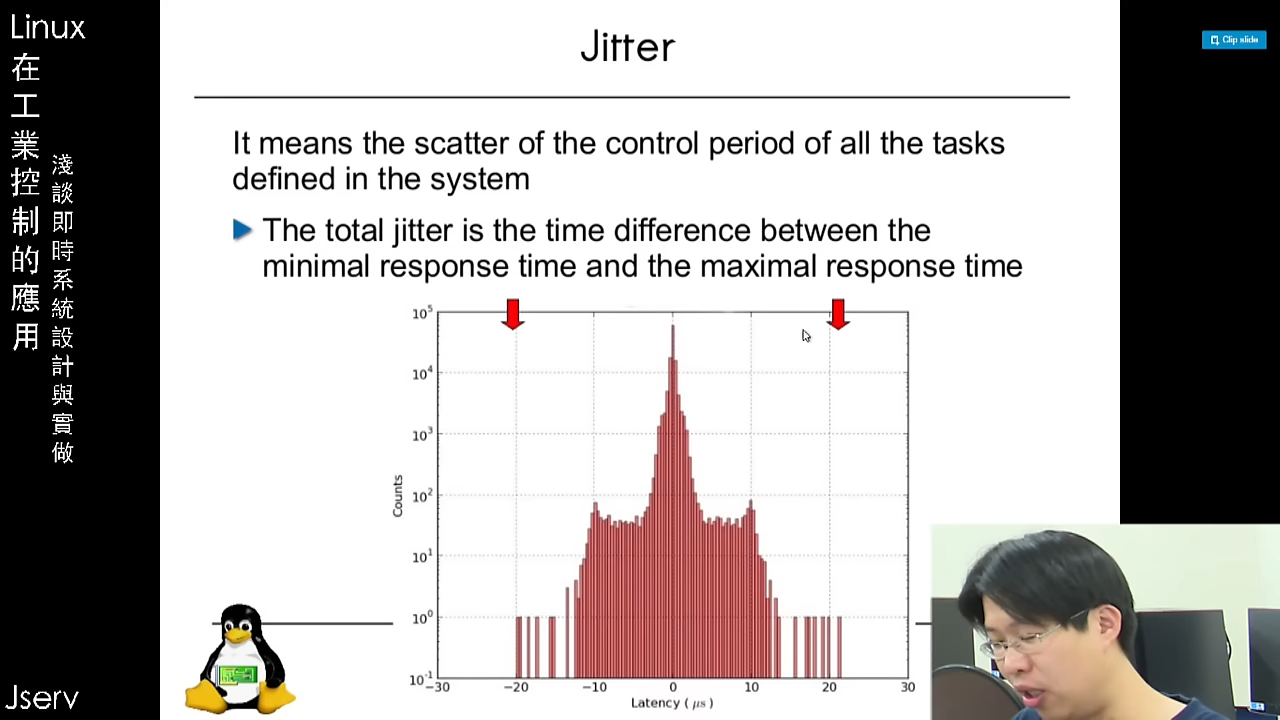 Linux
在工業控制的應用
淺談即時系統設計與實做
Jserv
Clip slide
Jitter
It means the scatter of the control period of all the tasks
defined in the system
The total jitter is the time difference between the
minimal response time and the maximal response time
10⁵
10⁴
10³
10²
10¹
10⁰
10⁻¹
Counts
−30 −20 −10 0 10 20 30
Latency ( μs )